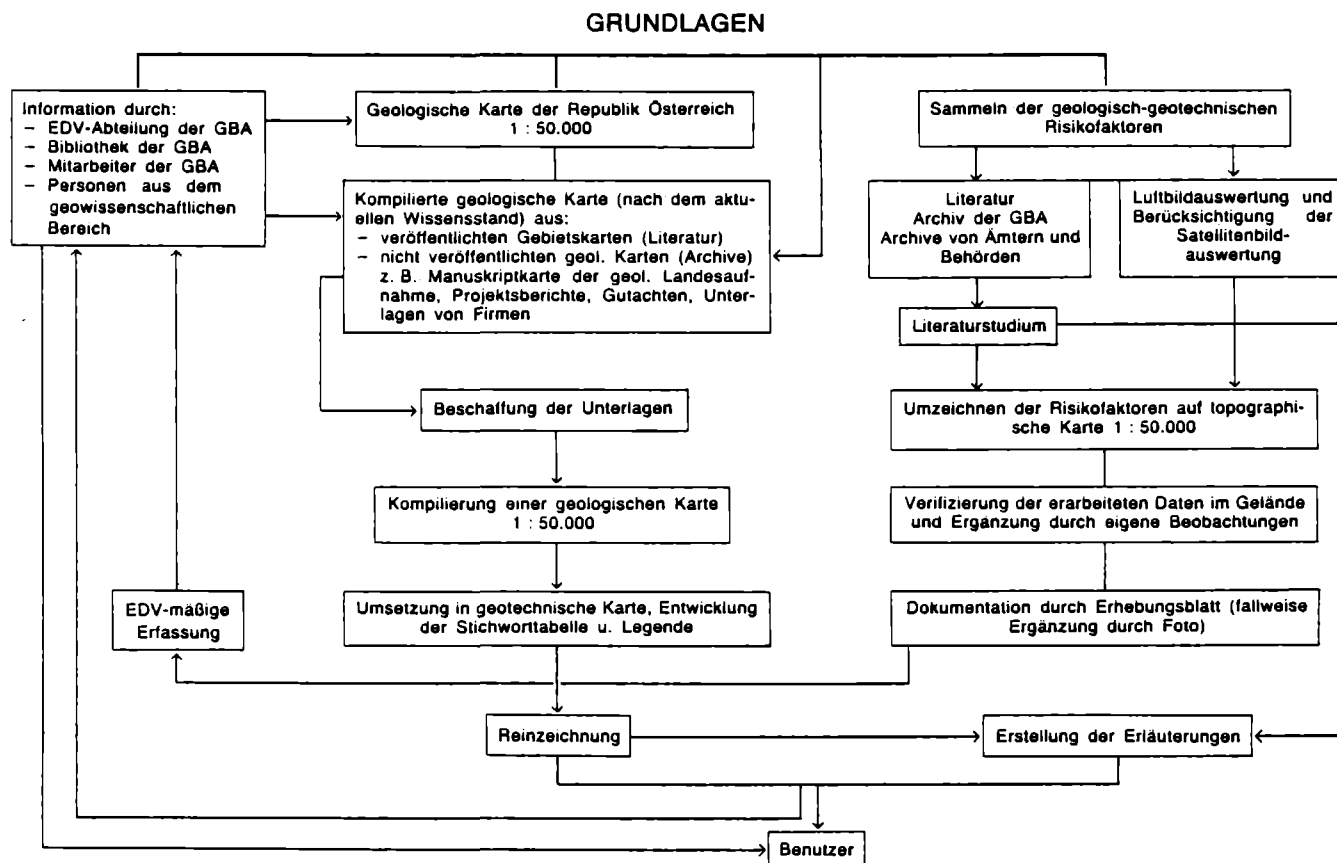 GRUNDLAGEN
Information durch:
– EDV-Abteilung der GBA
– Bibliothek der GBA
– Mitarbeiter der GBA
– Personen aus dem
geowissenschaftlichen
Bereich
Geologische Karte der Republik Österreich
1 : 50.000
Kompilierte geologische Karte (nach dem aktu-
ellen Wissensstand) aus:
– veröffentlichten Gebietskarten (Literatur)
– nicht veröffentlichten geol. Karten (Archive)
z. B. Manuskriptkarte der geol. Landesauf-
nahme, Projektsberichte, Gutachten, Unter-
lagen von Firmen
Beschaffung der Unterlagen
Kompilierung einer geologischen Karte
1 : 50.000
EDV-mäßige
Erfassung
Umsetzung in geotechnische Karte, Entwicklung
der Stichworttabelle u. Legende
Reinzeichnung
Sammeln der geologisch-geotechnischen
Risikofaktoren
Literatur
Archiv der GBA
Archive von Ämtern und
Behörden
Luftbildauswertung und
Berücksichtigung der
Satellitenbild-
auswertung
Literaturstudium
Umzeichnen der Risikofaktoren auf topographi-
sche Karte 1 : 50.000
Verifizierung der erarbeiteten Daten im Gelände
und Ergänzung durch eigene Beobachtungen
Dokumentation durch Erhebungsblatt (fallweise
Ergänzung durch Foto)
Erstellung der Erläuterungen
Benutzer